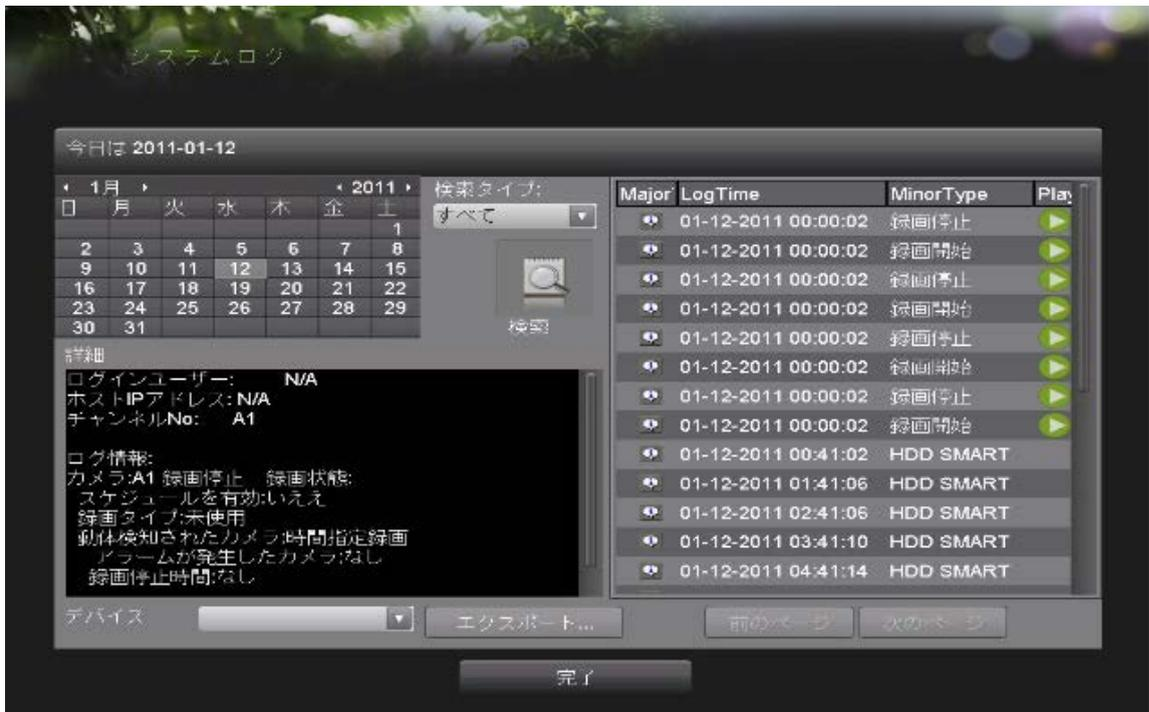 システムログ
今日は 2011-01-12
1月 2011
日 月 火 水 木 金 土
1
2 3 4 5 6 7 8
9 10 11 12 13 14 15
16 17 18 19 20 21 22
23 24 25 26 27 28 29
30 31
検索タイプ:
すべて
検索
詳細
ログインユーザー: N/A
ホストIPアドレス: N/A
チャンネルNo: A1
ログ情報:
カメラ:A1 録画停止 録画状態:
スケジュールを有効:いええ
録画タイプ:未使用
動体検知されたカメラ:時間指定録画
アラームが発生したカメラ:なし
録画停止時間:なし
Major LogTime MinorType Play
01-12-2011 00:00:02 録画停止
01-12-2011 00:00:02 録画開始
01-12-2011 00:00:02 録画停止
01-12-2011 00:00:02 録画開始
01-12-2011 00:00:02 録画停止
01-12-2011 00:00:02 録画開始
01-12-2011 00:00:02 録画停止
01-12-2011 00:00:02 録画開始
01-12-2011 00:41:02 HDD SMART
01-12-2011 01:41:06 HDD SMART
01-12-2011 02:41:06 HDD SMART
01-12-2011 03:41:10 HDD SMART
01-12-2011 04:41:14 HDD SMART
デバイス
エクスポート...
前のページ
次のページ
完了